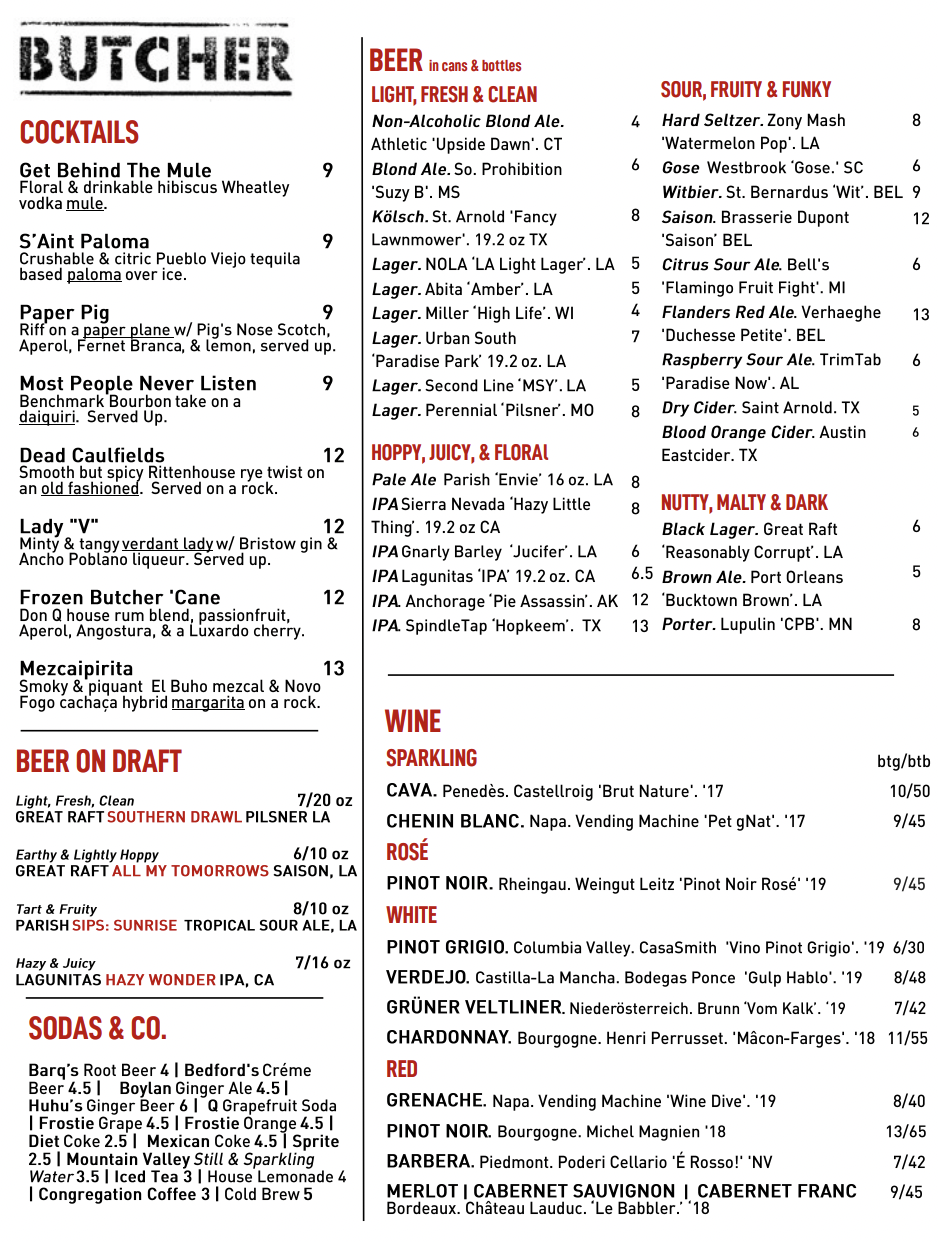 BUTCHER
COCKTAILS
Get Behind The Mule 9
Floral & drinkable hibiscus Wheatley
vodka mule.
S’Aint Paloma 9
Crushable & citric Pueblo Viejo tequila
based paloma over ice.
Paper Pig 9
Riff on a paper plane w/ Pig's Nose Scotch,
Aperol, Fernet Branca, & lemon, served up.
Most People Never Listen 9
Benchmark Bourbon take on a
daiquiri. Served Up.
Dead Caulfields 12
Smooth but spicy Rittenhouse rye twist on
an old fashioned. Served on a rock.
Lady "V" 12
Minty & tangy verdant lady w/ Bristow gin &
Ancho Poblano liqueur. Served up.
Frozen Butcher 'Cane 12
Don Q house rum blend, passionfruit,
Aperol, Angostura, & a Luxardo cherry.
Mezcaipirita 13
Smoky & piquant El Buho mezcal & Novo
Fogo cachaça hybrid margarita on a rock.
BEER ON DRAFT
Light, Fresh, Clean 7/20 oz
GREAT RAFT SOUTHERN DRAWL PILSNER LA
Earthy & Lightly Hoppy 6/10 oz
GREAT RAFT ALL MY TOMORROWS SAISON, LA
Tart & Fruity 8/10 oz
PARISH SIPS: SUNRISE TROPICAL SOUR ALE, LA
Hazy & Juicy 7/16 oz
LAGUNITAS HAZY WONDER IPA, CA
SODAS & CO.
Barq’s Root Beer 4 | Bedford's Créme
Beer 4.5 | Boylan Ginger Ale 4.5 |
Huhu’s Ginger Beer 6 | Q Grapefruit Soda
| Frostie Grape 4.5 | Frostie Orange 4.5 |
Diet Coke 2.5 | Mexican Coke 4.5 | Sprite
2.5 | Mountain Valley Still & Sparkling
Water 3.5 | Iced Tea 3 | House Lemonade 4
| Congregation Coffee 3 | Cold Brew 5
BEER in cans & bottles
LIGHT, FRESH & CLEAN
Non-Alcoholic Blond Ale. 4
Athletic 'Upside Dawn'. CT
Blond Ale. So. Prohibition 6
'Suzy B'. MS
Kölsch. St. Arnold 'Fancy 8
Lawnmower'. 19.2 oz TX
Lager. NOLA ‘LA Light Lager’. LA 5
Lager. Abita ‘Amber’. LA 5
Lager. Miller ‘High Life’. WI 4
Lager. Urban South 7
‘Paradise Park’ 19.2 oz. LA
Lager. Second Line ‘MSY’. LA 5
Lager. Perennial ‘Pilsner’. MO 8
HOPPY, JUICY, & FLORAL
Pale Ale Parish ‘Envie’ 16 oz. LA 8
IPA Sierra Nevada ‘Hazy Little 8
Thing’. 19.2 oz CA
IPA Gnarly Barley ‘Jucifer’. LA 6
IPA Lagunitas ‘IPA’ 19.2 oz. CA 6.5
IPA. Anchorage ‘Pie Assassin’. AK 12
IPA. SpindleTap ‘Hopkeem’. TX 13
SOUR, FRUITY & FUNKY
Hard Seltzer. Zony Mash 8
'Watermelon Pop'. LA
Gose Westbrook ‘Gose.' SC 6
Witbier. St. Bernardus ‘Wit’. BEL 9
Saison. Brasserie Dupont 12
'Saison’ BEL
Citrus Sour Ale. Bell's 6
'Flamingo Fruit Fight'. MI
Flanders Red Ale. Verhaeghe 13
'Duchesse Petite'. BEL
Raspberry Sour Ale. TrimTab 6
'Paradise Now'. AL
Dry Cider. Saint Arnold. TX 5
Blood Orange Cider. Austin 6
Eastcider. TX
NUTTY, MALTY & DARK
Black Lager. Great Raft 6
‘Reasonably Corrupt’. LA
Brown Ale. Port Orleans 5
‘Bucktown Brown’. LA
Porter. Lupulin 'CPB'. MN 8
WINE
SPARKLING btg/btb
CAVA. Penedès. Castellroig 'Brut Nature'. '17 10/50
CHENIN BLANC. Napa. Vending Machine 'Pet gNat'. '17 9/45
ROSÉ
PINOT NOIR. Rheingau. Weingut Leitz 'Pinot Noir Rosé' '19 9/45
WHITE
PINOT GRIGIO. Columbia Valley. CasaSmith 'Vino Pinot Grigio'. '19 6/30
VERDEJO. Castilla-La Mancha. Bodegas Ponce 'Gulp Hablo'. '19 8/48
GRÜNER VELTLINER. Niederösterreich. Brunn ‘Vom Kalk’. ‘19 7/42
CHARDONNAY. Bourgogne. Henri Perrusset. 'Mâcon-Farges'. '18 11/55
RED
GRENACHE. Napa. Vending Machine 'Wine Dive'. '19 8/40
PINOT NOIR. Bourgogne. Michel Magnien '18 13/65
BARBERA. Piedmont. Poderi Cellario 'É Rosso!' 'NV 7/42
MERLOT | CABERNET SAUVIGNON | CABERNET FRANC 9/45
Bordeaux. Château Lauduc. ‘Le Babbler.’ ‘18